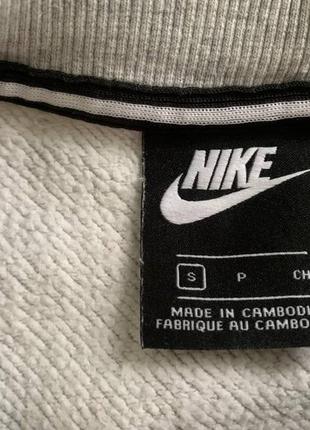 NIKE
S P CH
MADE IN CAMBODI
FABRIQUE AU CAMBO